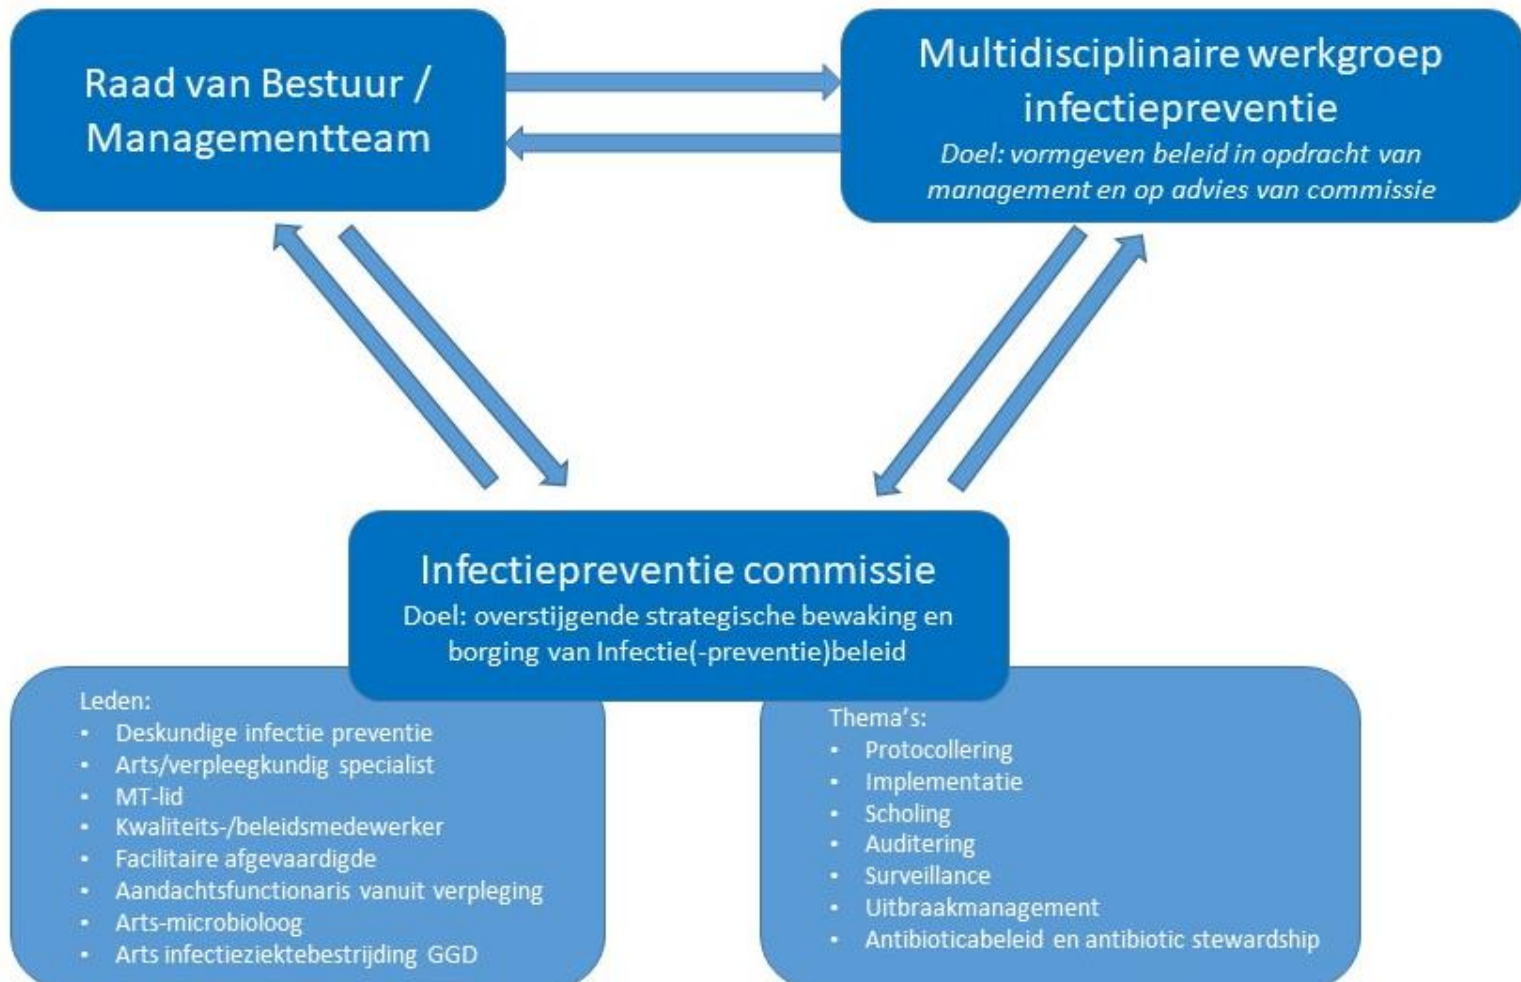 Raad van Bestuur /
Managementteam
Multidisciplinaire werkgroep
infectiepreventie
Doel: vormgeven beleid in opdracht van
management en op advies van commissie
Infectiepreventie commissie
Doel: overstijgende strategische bewaking en
borging van Infectie(-preventie)beleid
Leden:
• Deskundige infectie preventie
• Arts/verpleegkundig specialist
• MT-lid
• Kwaliteits-/beleidsmedewerker
• Facilitaire afgevaardigde
• Aandachtsfunctionaris vanuit verpleging
• Arts-microbioloog
• Arts infectieziektebestrijding GGD
Thema's:
• Protocollering
• Implementatie
• Scholing
• Auditering
• Surveillance
• Uitbraakmanagement
• Antibioticabeleid en antibiotic stewardship